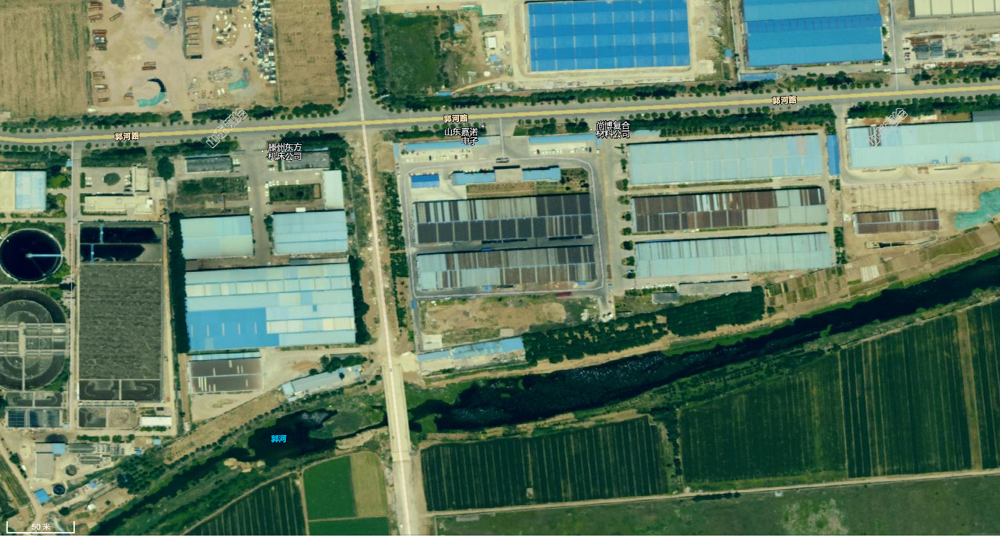 郭河路
郭河路
郭河路
山东嘉诺
电子
尚博复合
材料公司
滕州东方
机床公司
郭河
50 米